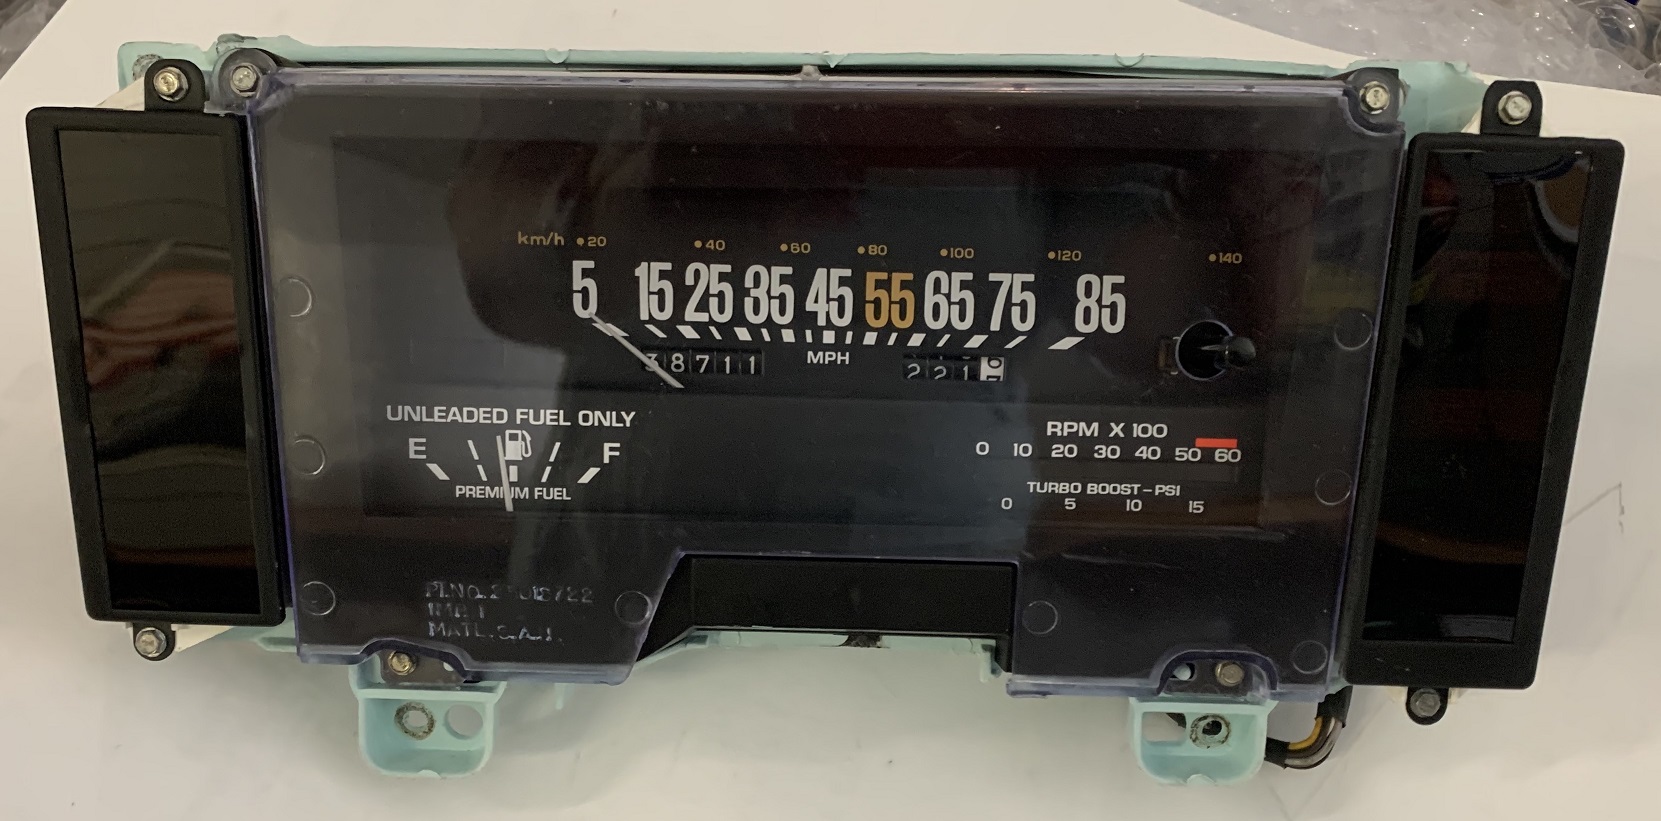 km/h 20 40 60 80 100 120 140
5 15 25 35 45 55 65 75 85
38711 MPH 221
UNLEADED FUEL ONLY
E F
PREMIUM FUEL
RPM X 100
0 10 20 30 40 50 60
TURBO BOOST-PSI
0 5 10 15
MATL.